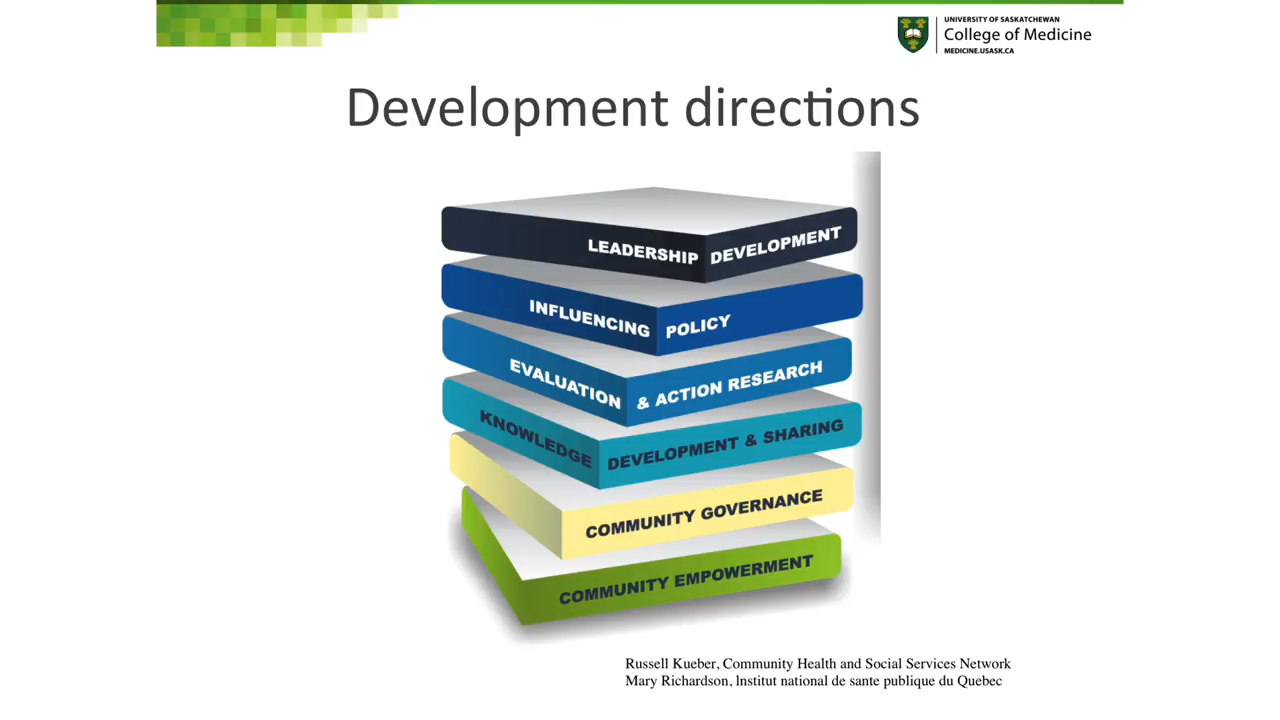 UNIVERSITY OF SASKATCHEWAN
College of Medicine
MEDICINE.USASK.CA
Development directions
LEADERSHIP DEVELOPMENT
INFLUENCING POLICY
EVALUATION & ACTION RESEARCH
KNOWLEDGE DEVELOPMENT & SHARING
COMMUNITY GOVERNANCE
COMMUNITY EMPOWERMENT
Russell Kueber, Community Health and Social Services Network
Mary Richardson, Institut national de sante publique du Quebec